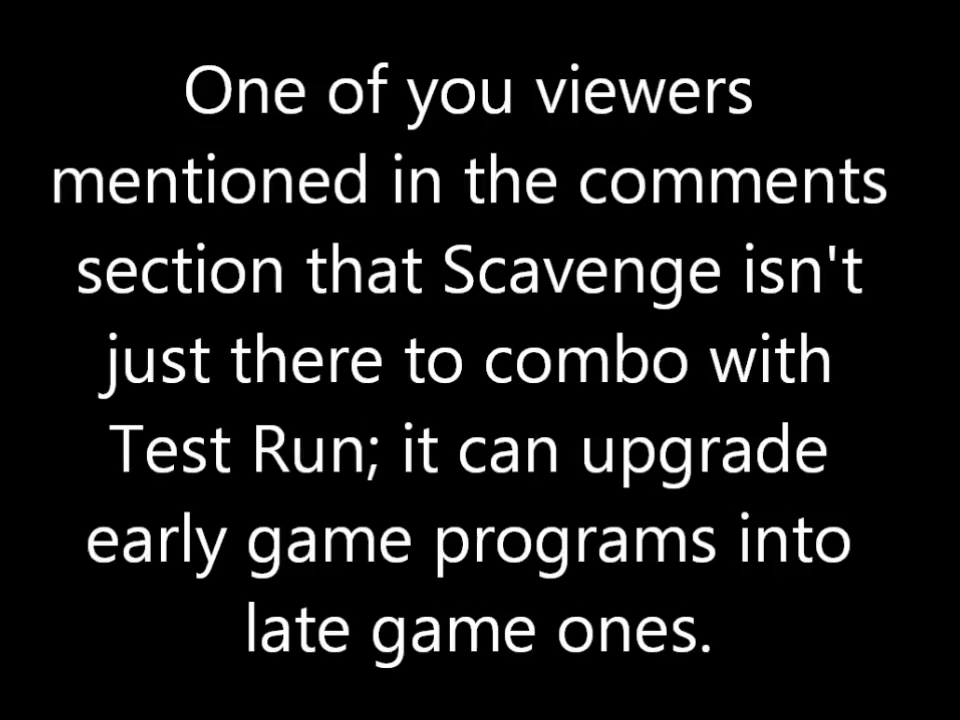 One of you viewers
mentioned in the comments
section that Scavenge isn't
just there to combo with
Test Run; it can upgrade
early game programs into
late game ones.